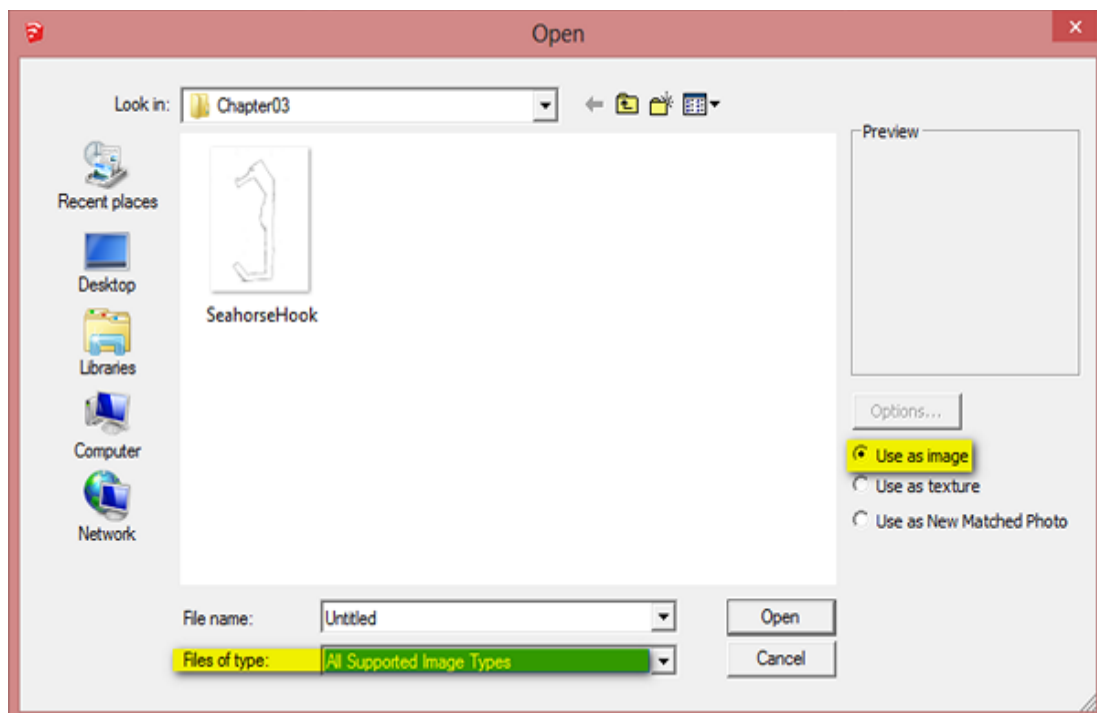 Open
Look in:
Chapter03
Preview
Recent places
Desktop
Libraries
Computer
Network
SeahorseHook
Options...
Use as image
Use as texture
Use as New Matched Photo
File name:
Untitled
Open
Files of type:
All Supported Image Types
Cancel